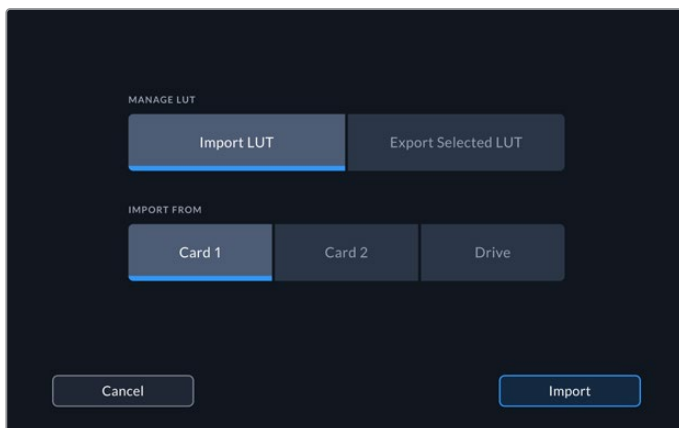 MANAGE LUT
Import LUT Export Selected LUT
IMPORT FROM
Card 1 Card 2 Drive
Cancel Import